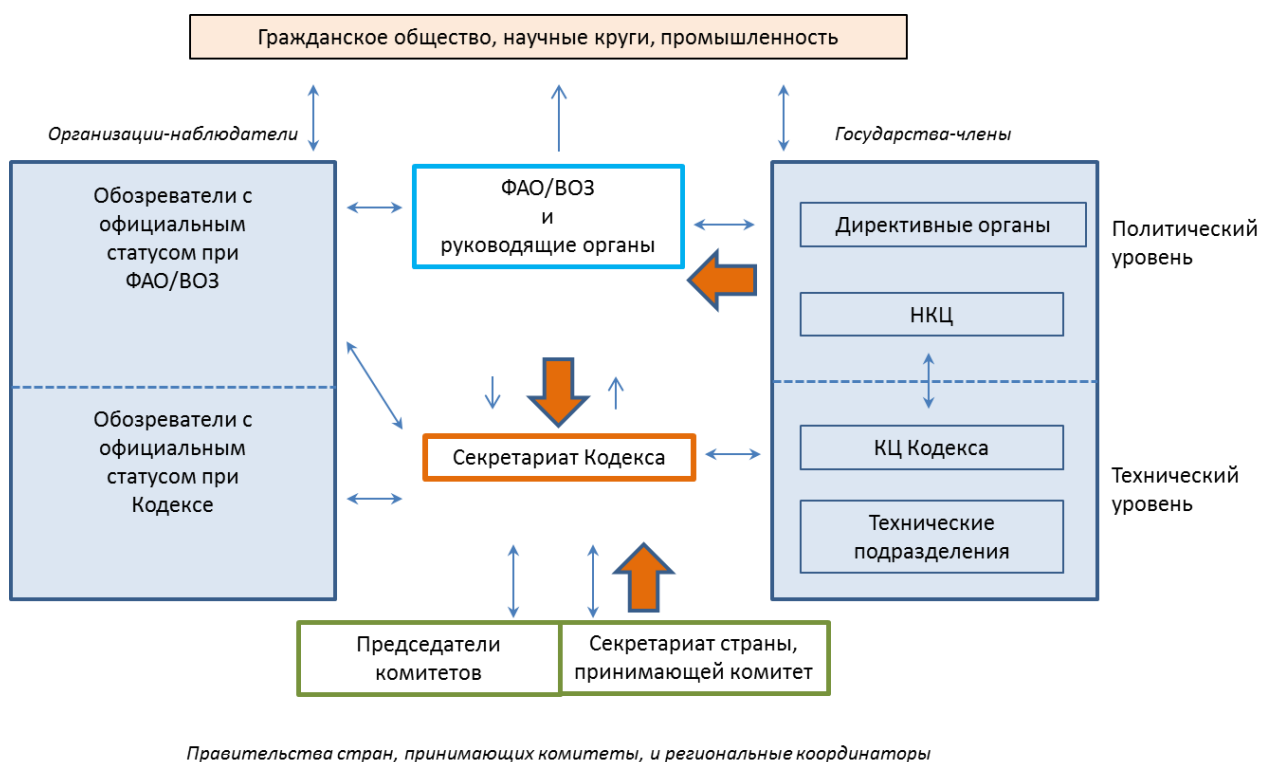 Гражданское общество, научные круги, промышленность
Организации-наблюдатели
Государства-члены
Обозреватели с
официальным
статусом при
ФАО/ВОЗ
ФАО/ВОЗ
и
руководящие органы
Директивные органы
Политический
уровень
НКЦ
Обозреватели с
официальным
статусом при
Кодексе
Секретариат Кодекса
КЦ Кодекса
Технический
уровень
Технические
подразделения
Председатели
комитетов
Секретариат страны,
принимающей комитет
Правительства стран, принимающих комитеты, и региональные координаторы